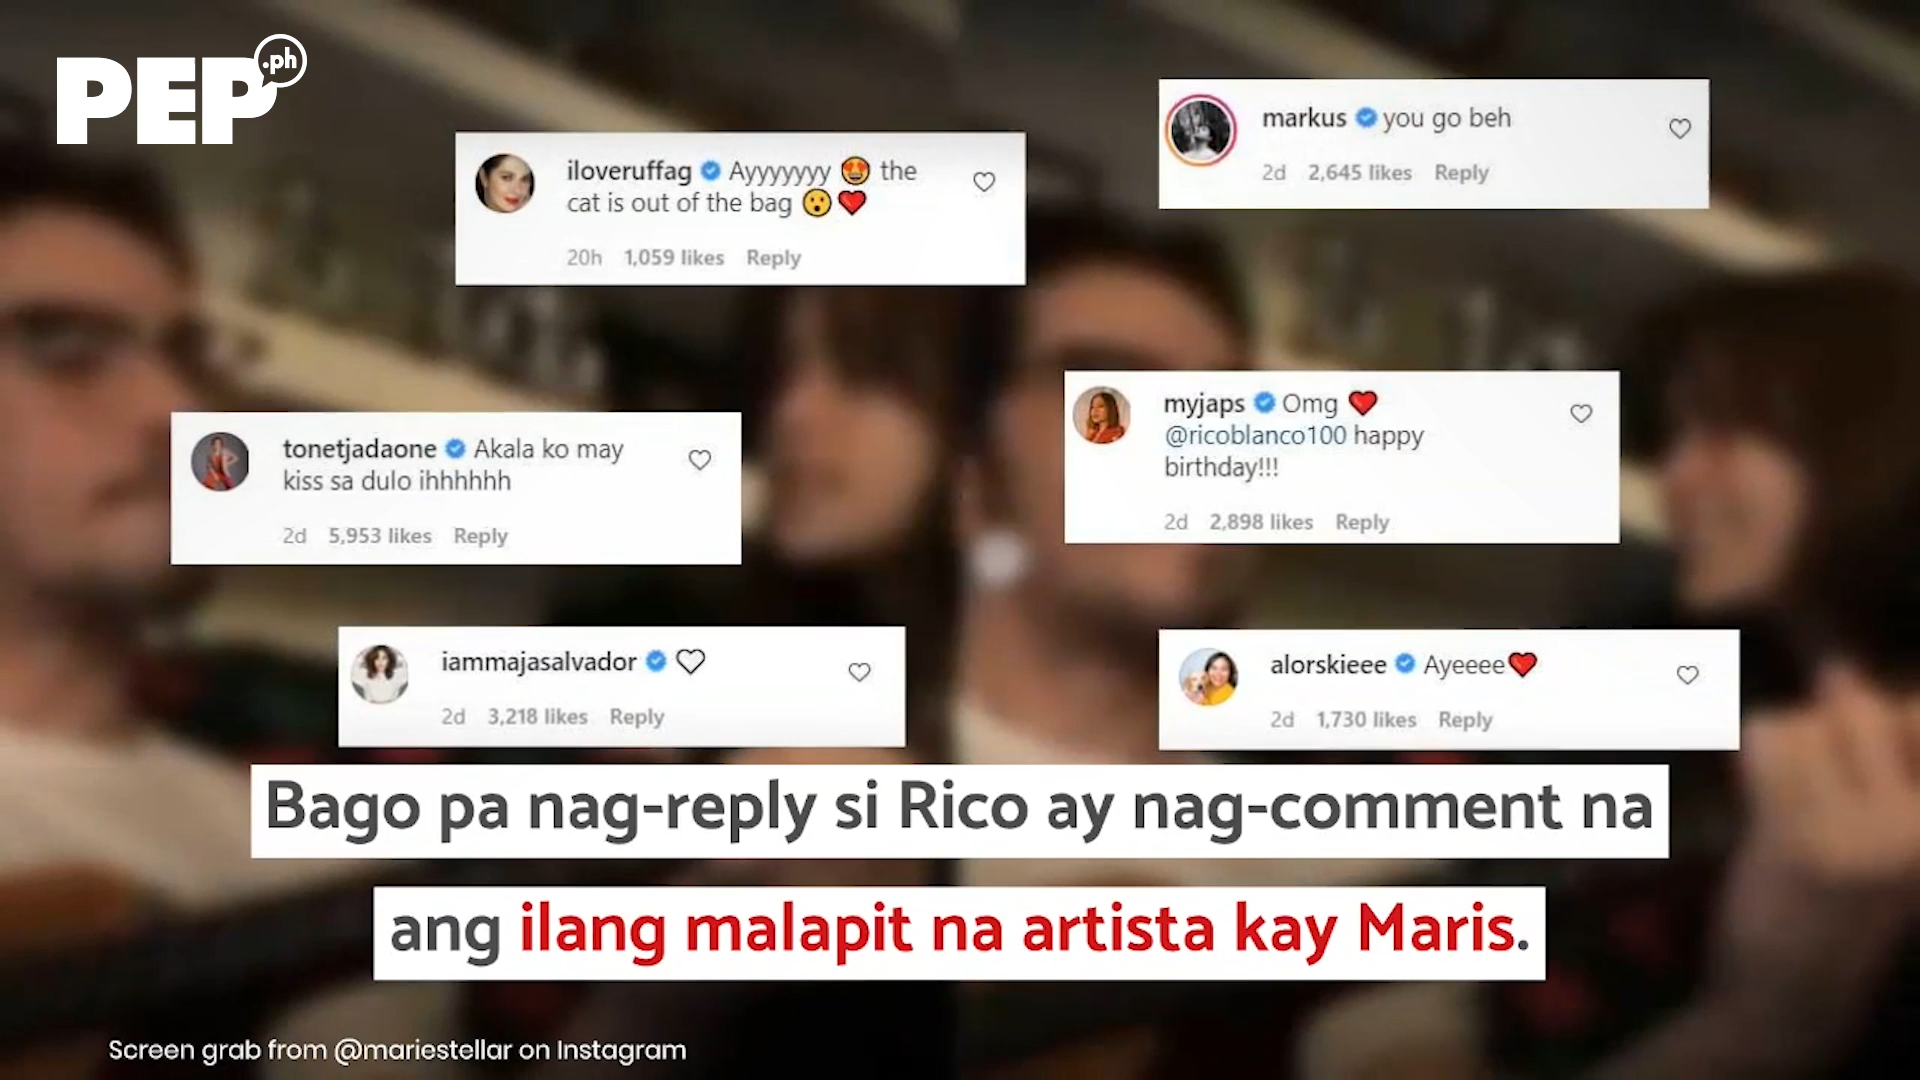 PEP.ph
iloveruffag Ayyyyyyy 😍 the
cat is out of the bag 😮❤️
20h 1,059 likes Reply
markus you go beh
2d 2,645 likes Reply
tonetjadaone Akala ko may
kiss sa dulo ihhhhhh
2d 5,953 likes Reply
myjaps Omg ❤️
@ricoblanco100 happy
birthday!!!
2d 2,898 likes Reply
iammajasalvador 🤍
2d 3,218 likes Reply
alorskieee Ayeeee❤️
2d 1,730 likes Reply
Bago pa nag-reply si Rico ay nag-comment na
ang ilang malapit na artista kay Maris.
Screen grab from @mariestellar on Instagram